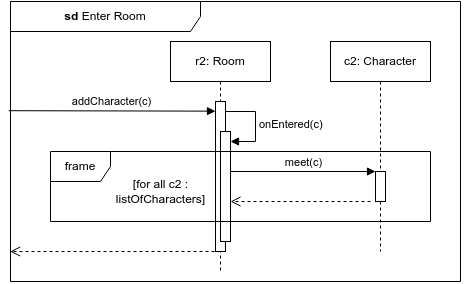 sd Enter Room
r2: Room
c2: Character
addCharacter(c)
onEntered(c)
meet(c)
frame
[for all c2 :
listOfCharacters]